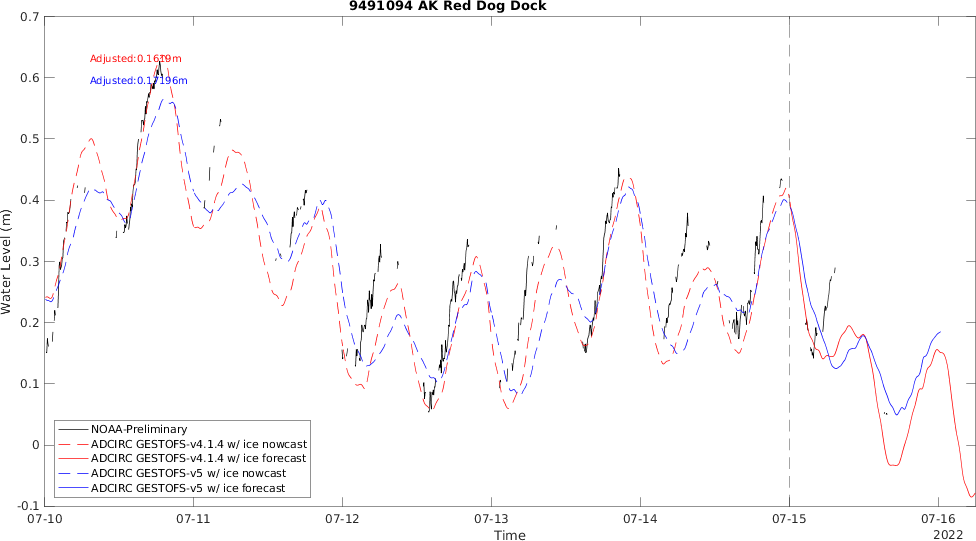 9491094 AK Red Dog Dock
0.7
Adjusted:0.1639m
0.6
Adjusted:0.17196m
0.5
0.4
0.3
0.2
0.1
0
-0.1
Water Level (m)
NOAA-Preliminary
ADCIRC GESTOFS-v4.1.4 w/ ice nowcast
ADCIRC GESTOFS-v4.1.4 w/ ice forecast
ADCIRC GESTOFS-v5 w/ ice nowcast
ADCIRC GESTOFS-v5 w/ ice forecast
07-10 07-11 07-12 07-13 07-14 07-15 07-16
Time
2022